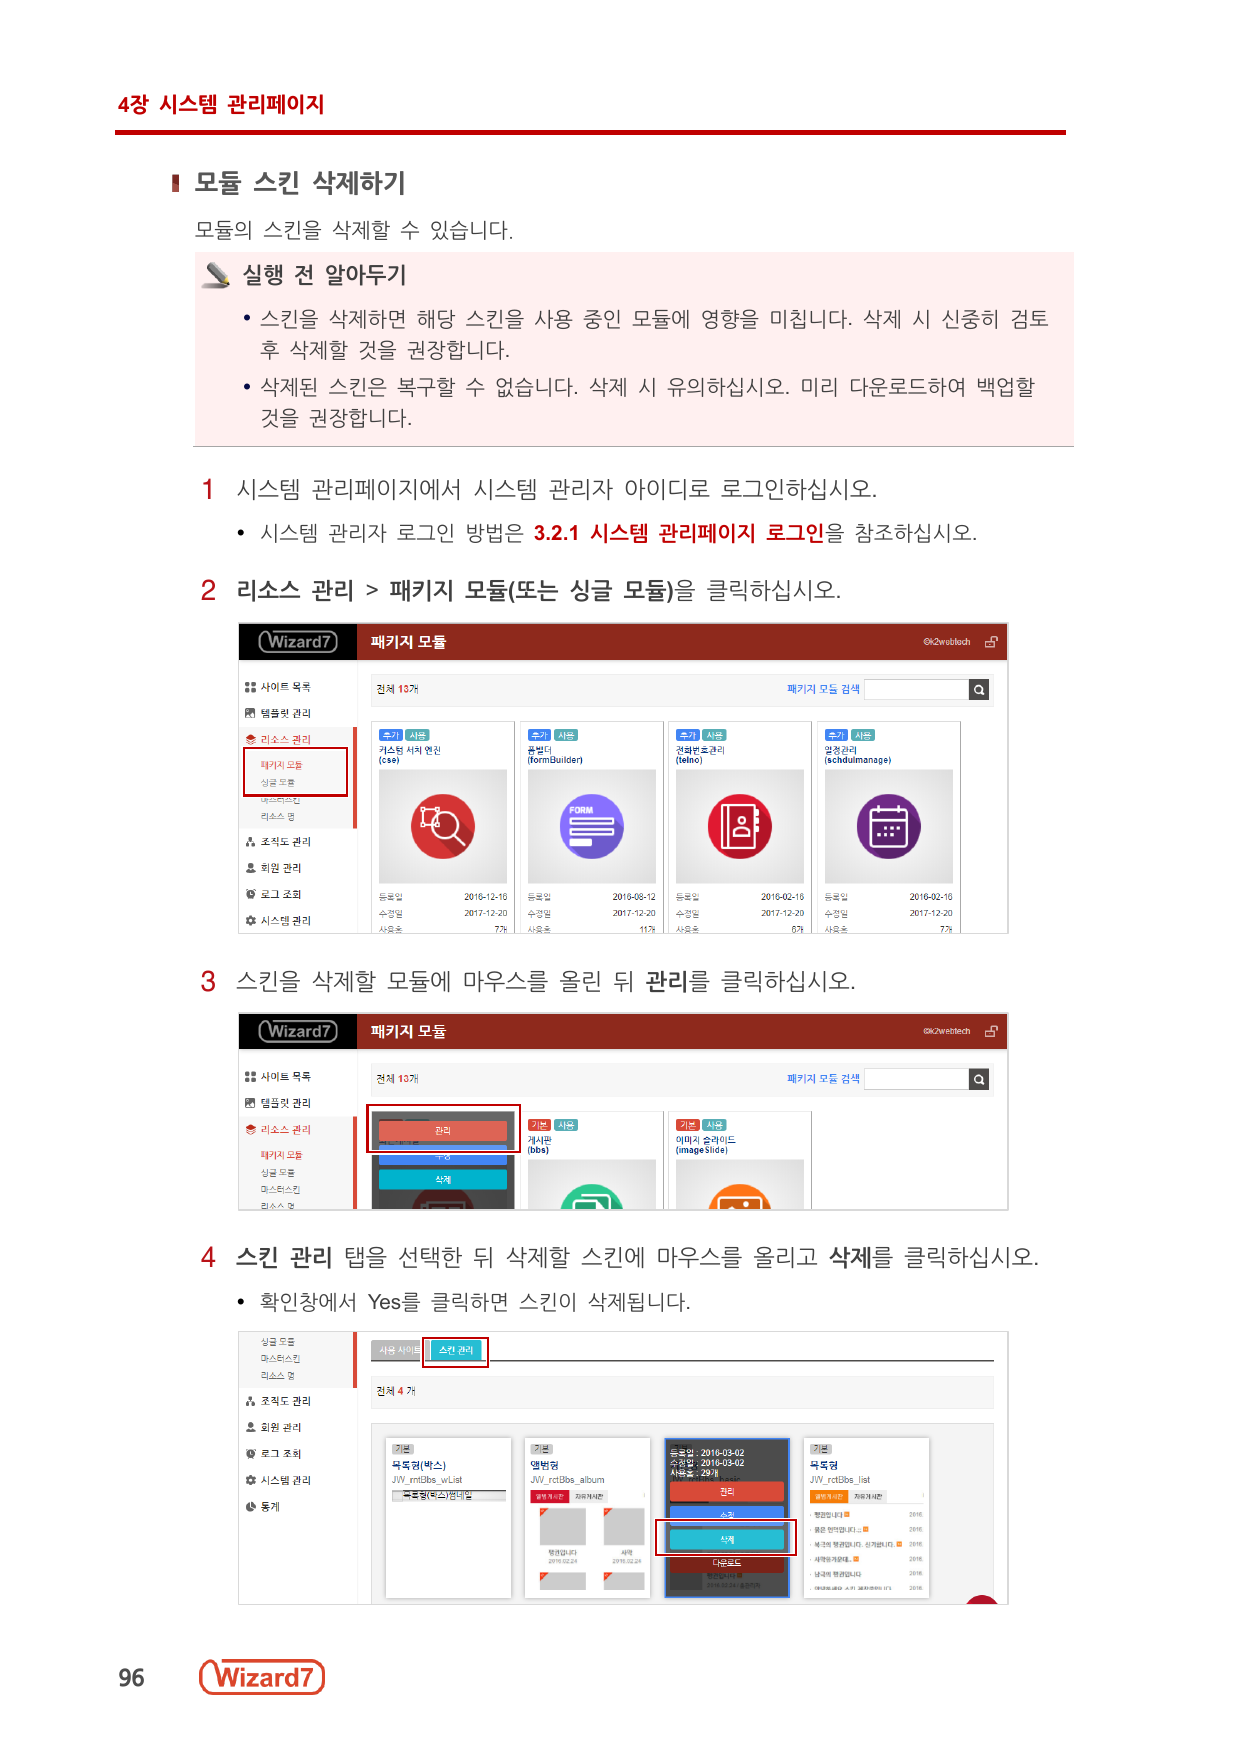 4장 시스템 관리페이지
모듈 스킨 삭제하기
모듈의 스킨을 삭제할 수 있습니다.
실행 전 알아두기
• 스킨을 삭제하면 해당 스킨을 사용 중인 모듈에 영향을 미칩니다. 삭제 시 신중히 검토
후 삭제할 것을 권장합니다.
• 삭제된 스킨은 복구할 수 없습니다. 삭제 시 유의하십시오. 미리 다운로드하여 백업할
것을 권장합니다.
1 시스템 관리페이지에서 시스템 관리자 아이디로 로그인하십시오.
• 시스템 관리자 로그인 방법은 3.2.1 시스템 관리페이지 로그인을 참조하십시오.
2 리소스 관리 > 패키지 모듈(또는 싱글 모듈)을 클릭하십시오.
Wizard7 패키지 모듈 @k2webtech
사이트 목록 전체 13개 패키지 모듈 검색
템플릿 관리
리소스 관리 추가 사용 추가 사용 추가 사용 추가 사용
커스텀 서치 엔진 폼빌더 전화번호관리 일정관리
(cse) (formBuilder) (telno) (schdulmanage)
패키지 모듈
싱글 모듈
마스터스킨
리소스 맵
FORM
조직도 관리
회원 관리
로그 조회 등록일 2016-12-16 등록일 2016-08-12 등록일 2016-02-16 등록일 2016-02-16
시스템 관리 수정일 2017-12-20 수정일 2017-12-20 수정일 2017-12-20 수정일 2017-12-20
사용수 7개 사용수 11개 사용수 6개 사용수 7개
3 스킨을 삭제할 모듈에 마우스를 올린 뒤 관리를 클릭하십시오.
Wizard7 패키지 모듈 @k2webtech
사이트 목록 전체 13개 패키지 모듈 검색
템플릿 관리
리소스 관리 관리 기본 사용 기본 사용
게시판 이미지 슬라이드
(bbs) (imageSlide)
패키지 모듈 수정
싱글 모듈 삭제
마스터스킨
리소스 맵
4 스킨 관리 탭을 선택한 뒤 삭제할 스킨에 마우스를 올리고 삭제를 클릭하십시오.
• 확인창에서 Yes를 클릭하면 스킨이 삭제됩니다.
싱글 모듈 사용 사이트 스킨 관리
마스터스킨
리소스 맵
조직도 관리 전체 4 개
회원 관리
로그 조회 기본 기본 등록일 : 2016-03-02 기본
목록형(박스) 앨범형 수정일 : 2016-03-02 목록형
시스템 관리 JW_rntBbs_wList JW_rctBbs_album 사용수 : 29개 JW_rctBbs_list
목록형(박스)썸네일 앨범게시판 자유게시판 관리 앨범게시판 자유게시판
통계 수정
삭제
다운로드
96 Wizard7